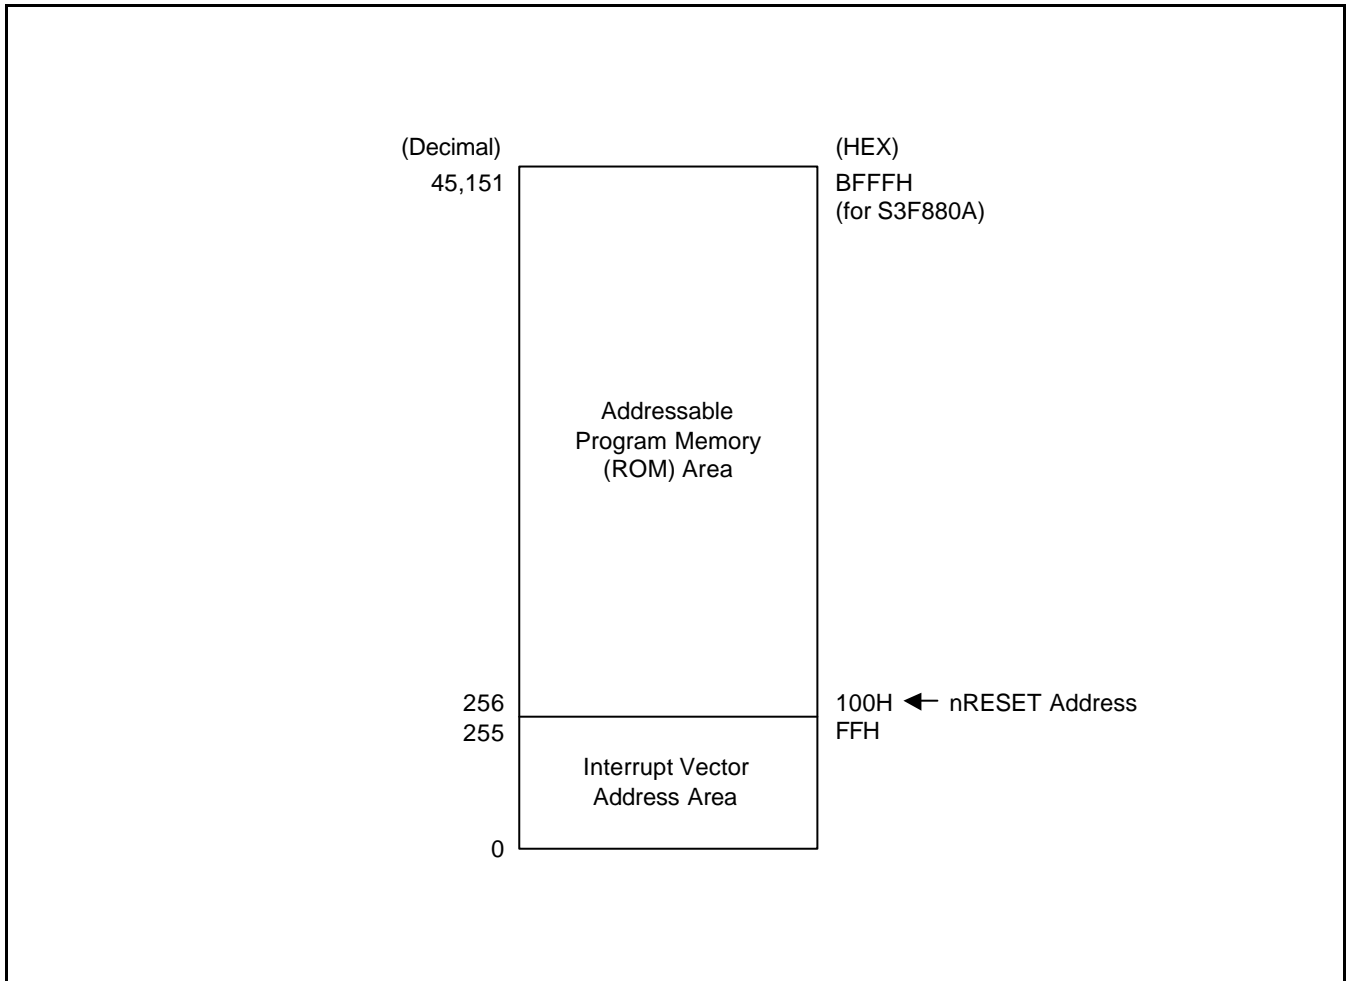 (Decimal)
(HEX)
45,151
BFFFH
(for S3F880A)
Addressable
Program Memory
(ROM) Area
256
100H
nRESET Address
255
FFH
Interrupt Vector
Address Area
0